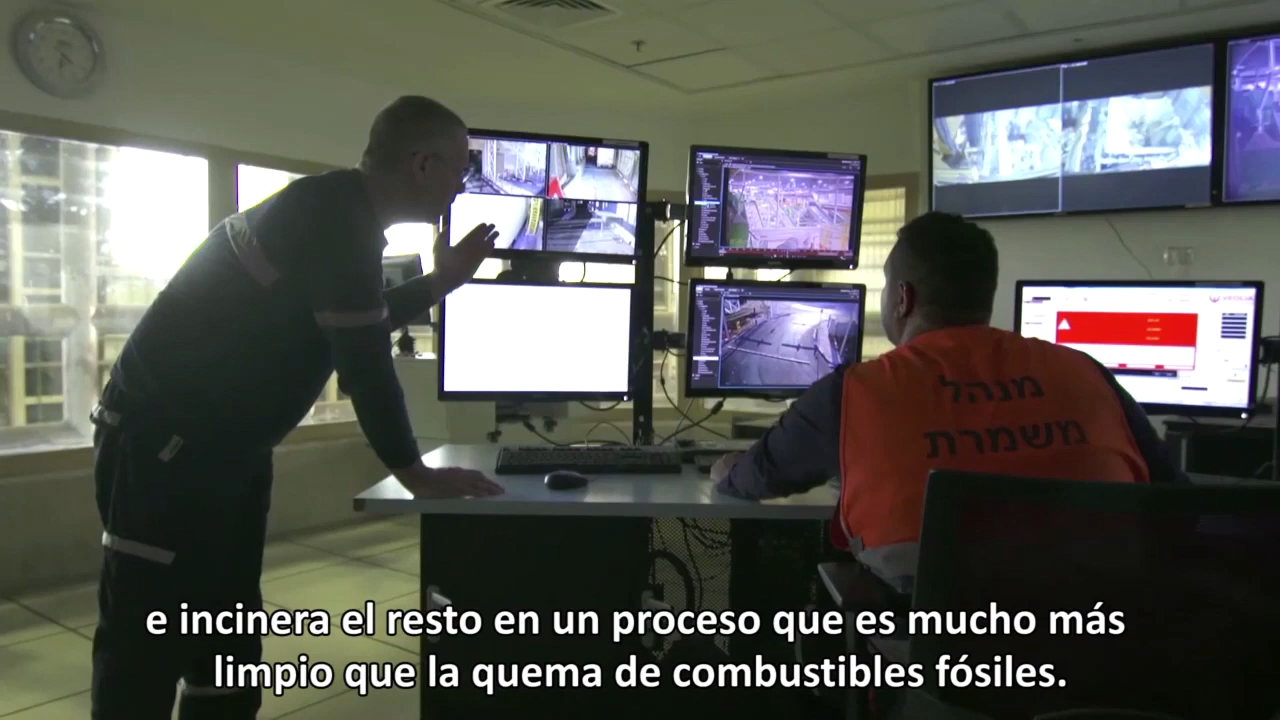 VEOLIA
מנהל
משמרת
e incinera el resto en un proceso que es mucho más
limpio que la quema de combustibles fósiles.